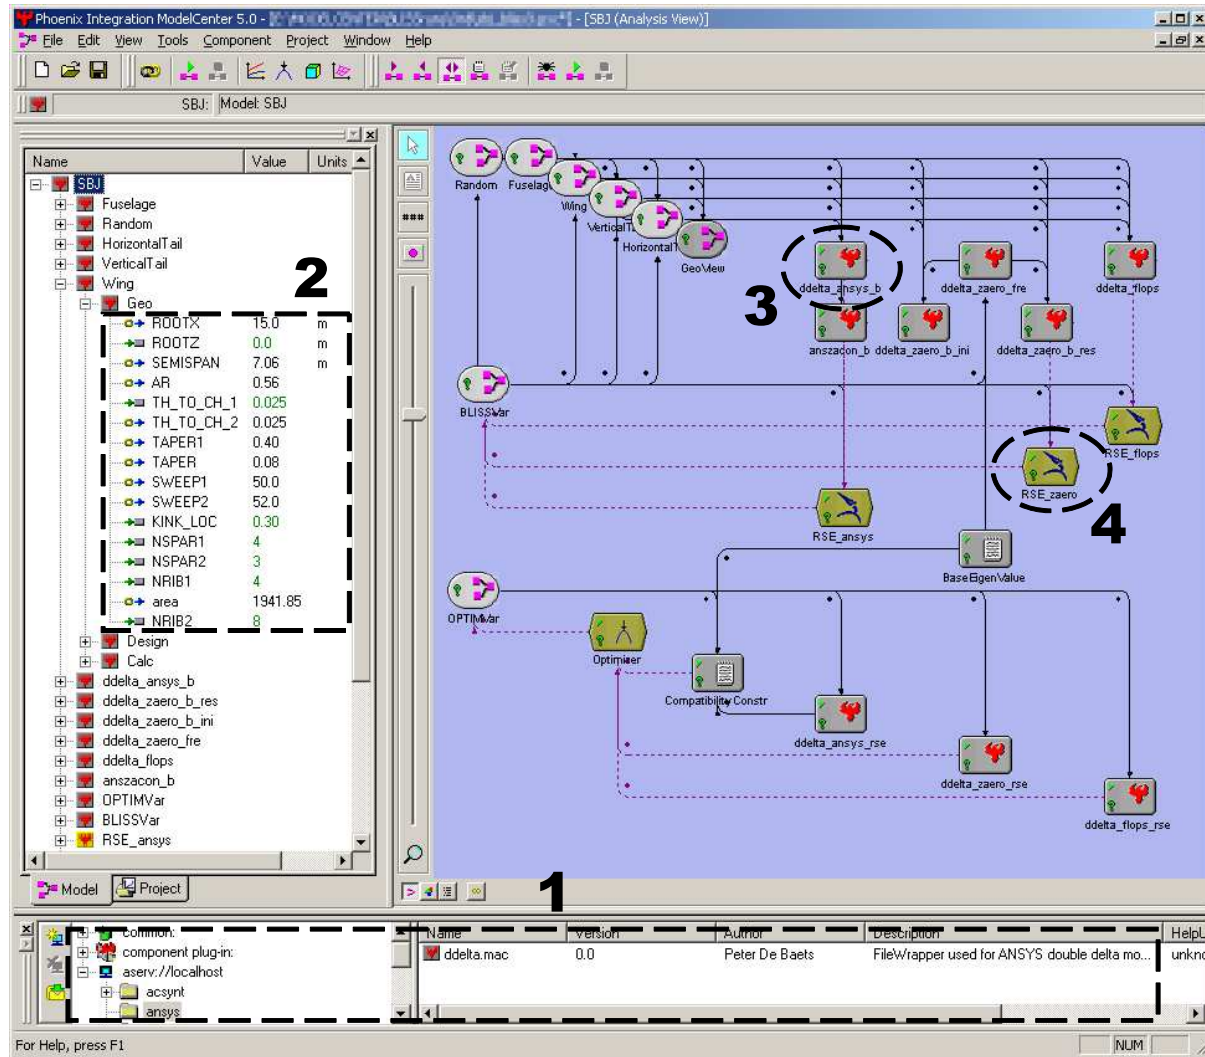 Phoenix Integration ModelCenter 5.0 - - [SBJ (Analysis View)]
File Edit View Tools Component Project Window Help
SBJ: Model: SBJ
Name Value Units
SBJ
Fuselage
Random
HorizontalTail
VerticalTail
Wing
2
Geo
ROOTX 15.0 m
ROOTZ 0.0 m
SEMISPAN 7.06 m
AR 0.56
TH_TO_CH_1 0.025
TH_TO_CH_2 0.025
TAPER1 0.40
TAPER 0.08
SWEEP1 50.0
SWEEP2 52.0
KINK_LOC 0.30
NSPAR1 4
NSPAR2 3
NRIB1 4
area 1941.85
NRIB2 8
Design
Calc
ddelta_ansys_b
ddelta_zaero_b_res
ddelta_zaero_b_ini
ddelta_zaero_fre
ddelta_flops
anszacon_b
OPTIMVar
BLISSVar
RSE_ansys
Model Project
###
Random Fuselag
Wing
VerticalT
HorizontalT
GeoView
ddelta_ansys_b ddelta_zaero_fre ddelta_flops
3
anszacon_b ddelta_zaero_b_ini ddelta_zaero_b_res
BLISSVar
RSE_flops
RSE_zaero
4
RSE_ansys
BaseEigenValue
OPTIMVar
Optimizer
Compatibility Constr
ddelta_ansys_rse
ddelta_zaero_rse
ddelta_flops_rse
1
common:
component plug-in:
aserv://localhost
acsynt
ansys
Name Version Author Description HelpU
ddelta.mac 0.0 Peter De Baets FileWrapper used for ANSYS double delta mo... unkno
For Help, press F1 NUM